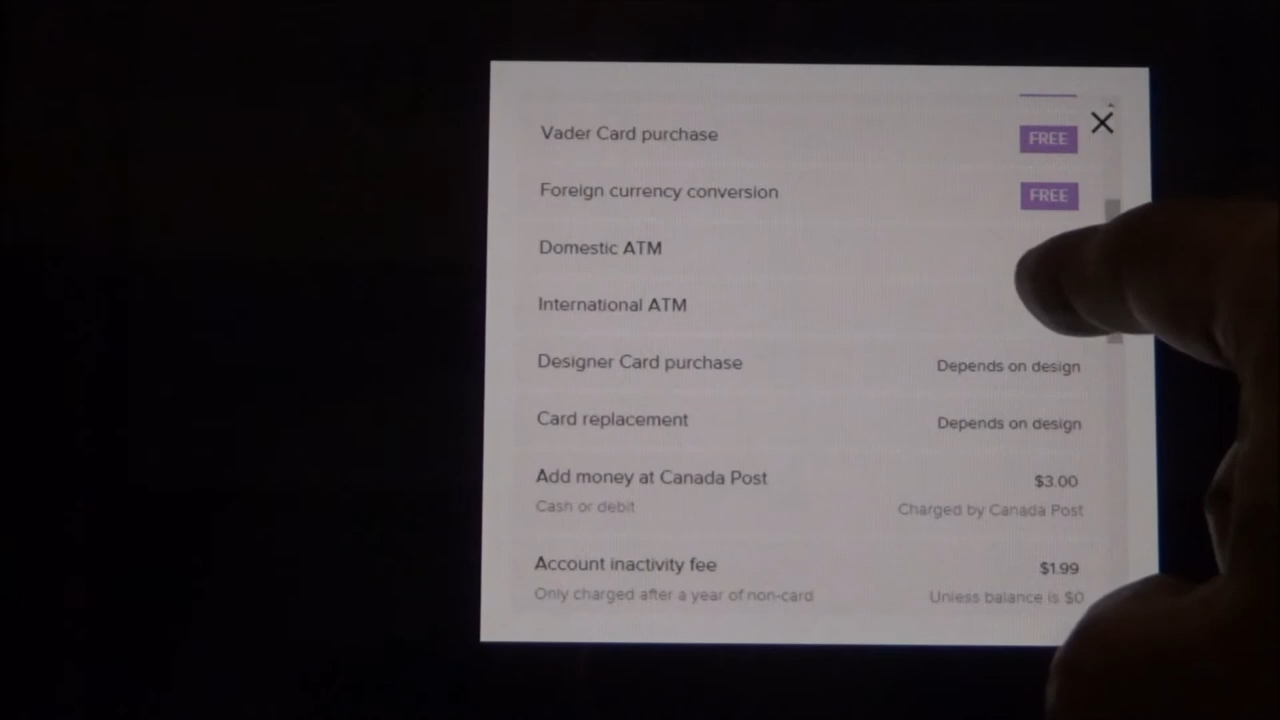 Vader Card purchase FREE
Foreign currency conversion FREE
Domestic ATM
International ATM
Designer Card purchase Depends on design
Card replacement Depends on design
Add money at Canada Post $3.00
Cash or debit Charged by Canada Post
Account inactivity fee $1.99
Only charged after a year of non-card Unless balance is $0